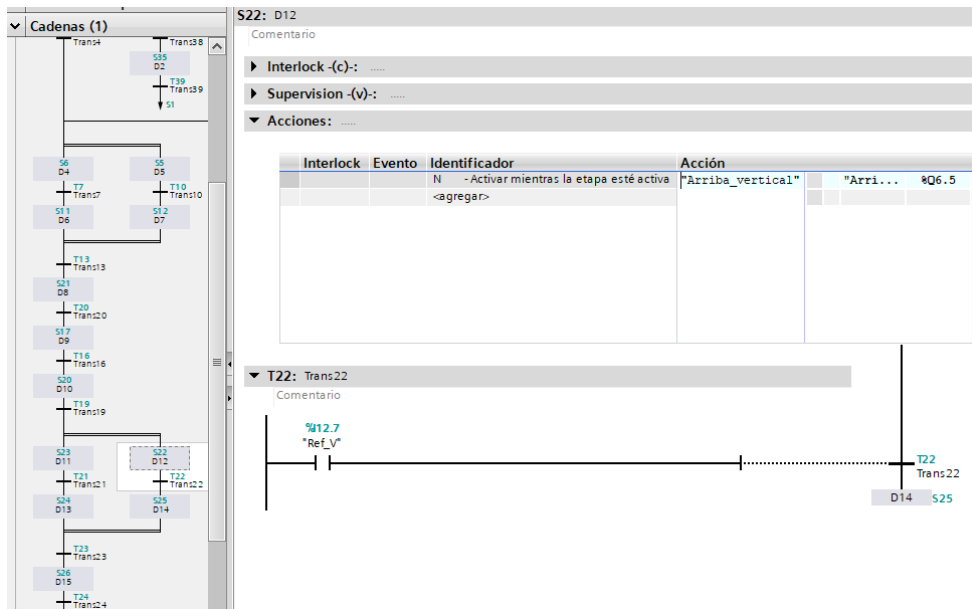 Cadenas (1)
Trans4
Trans38
S35
D2
T39
Trans39
S1
S6
D4
S5
D5
T7
Trans7
T10
Trans10
S11
D6
S12
D7
T13
Trans13
S21
D8
T20
Trans20
S17
D9
T16
Trans16
S20
D10
T19
Trans19
S23
D11
S22
D12
T21
Trans21
T22
Trans22
S24
D13
S25
D14
T23
Trans23
S26
D15
T24
Trans24
S22: D12
Comentario
Interlock -(c)-: .....
Supervision -(v)-: .....
Acciones: .....
Interlock Evento Identificador Acción
N - Activar mientras la etapa esté activa "Arriba_vertical" "Arri... %Q6.5
<agregar>
T22: Trans22
Comentario
%I12.7
"Ref_V"
T22
Trans22
D14 S25